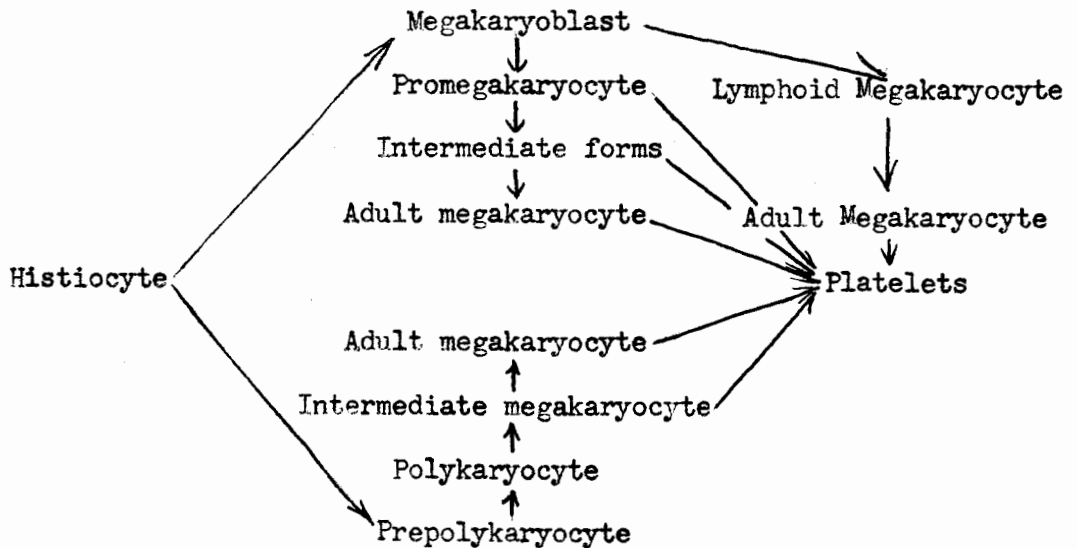 Megakaryoblast
Promegakaryocyte
Lymphoid Megakaryocyte
Intermediate forms
Adult megakaryocyte
Adult Megakaryocyte
Histiocyte
Platelets
Adult megakaryocyte
Intermediate megakaryocyte
Polykaryocyte
Prepolykaryocyte